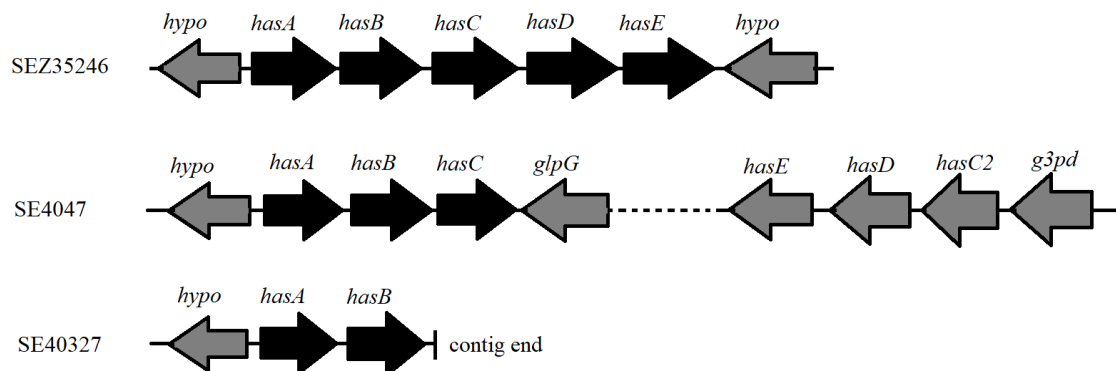 hypo hasA hasB hasC hasD hasE hypo
SEZ35246
hypo hasA hasB hasC glpG hasE hasD hasC2 g3pd
SE4047
hypo hasA hasB
SE40327
contig end